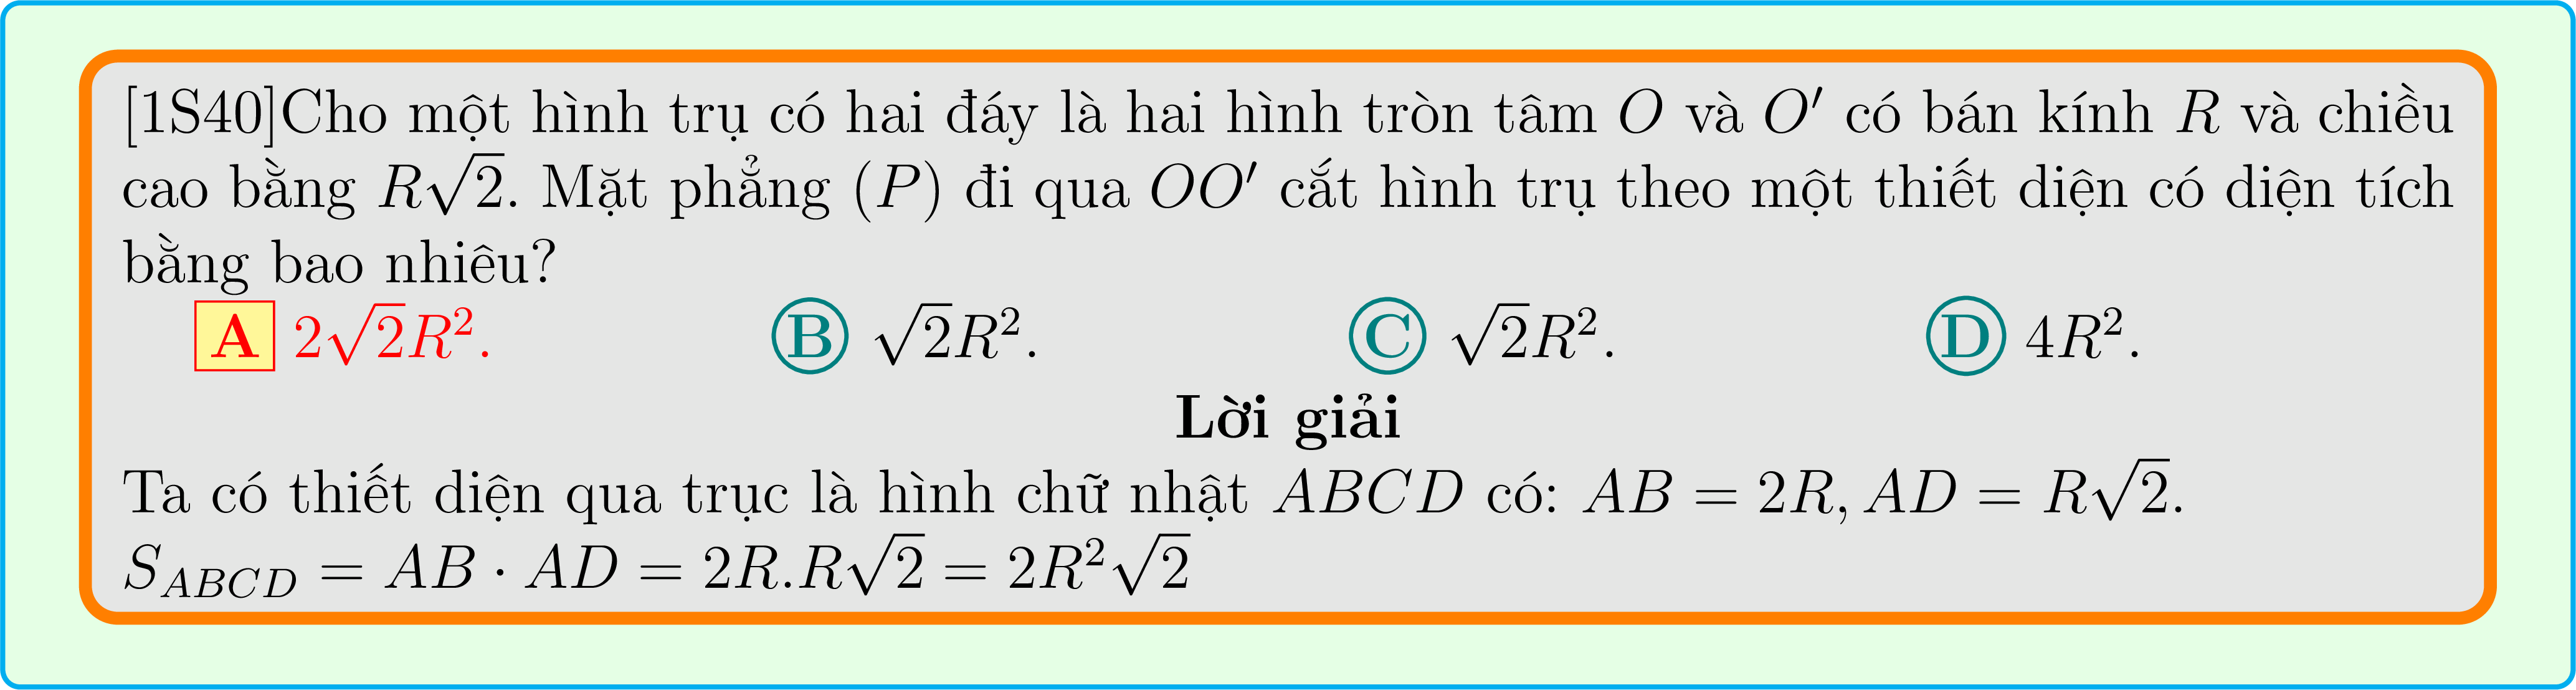 [1S40]Cho một hình trụ có hai đáy là hai hình tròn tâm O và O′ có bán kính R và chiều
cao bằng R√2. Mặt phẳng (P) đi qua OO′ cắt hình trụ theo một thiết diện có diện tích
bằng bao nhiêu?
A 2√2R². B √2R². C √2R². D 4R².
Lời giải
Ta có thiết diện qua trục là hình chữ nhật ABCD có: AB = 2R, AD = R√2.
S_{ABCD} = AB · AD = 2R.R√2 = 2R²√2